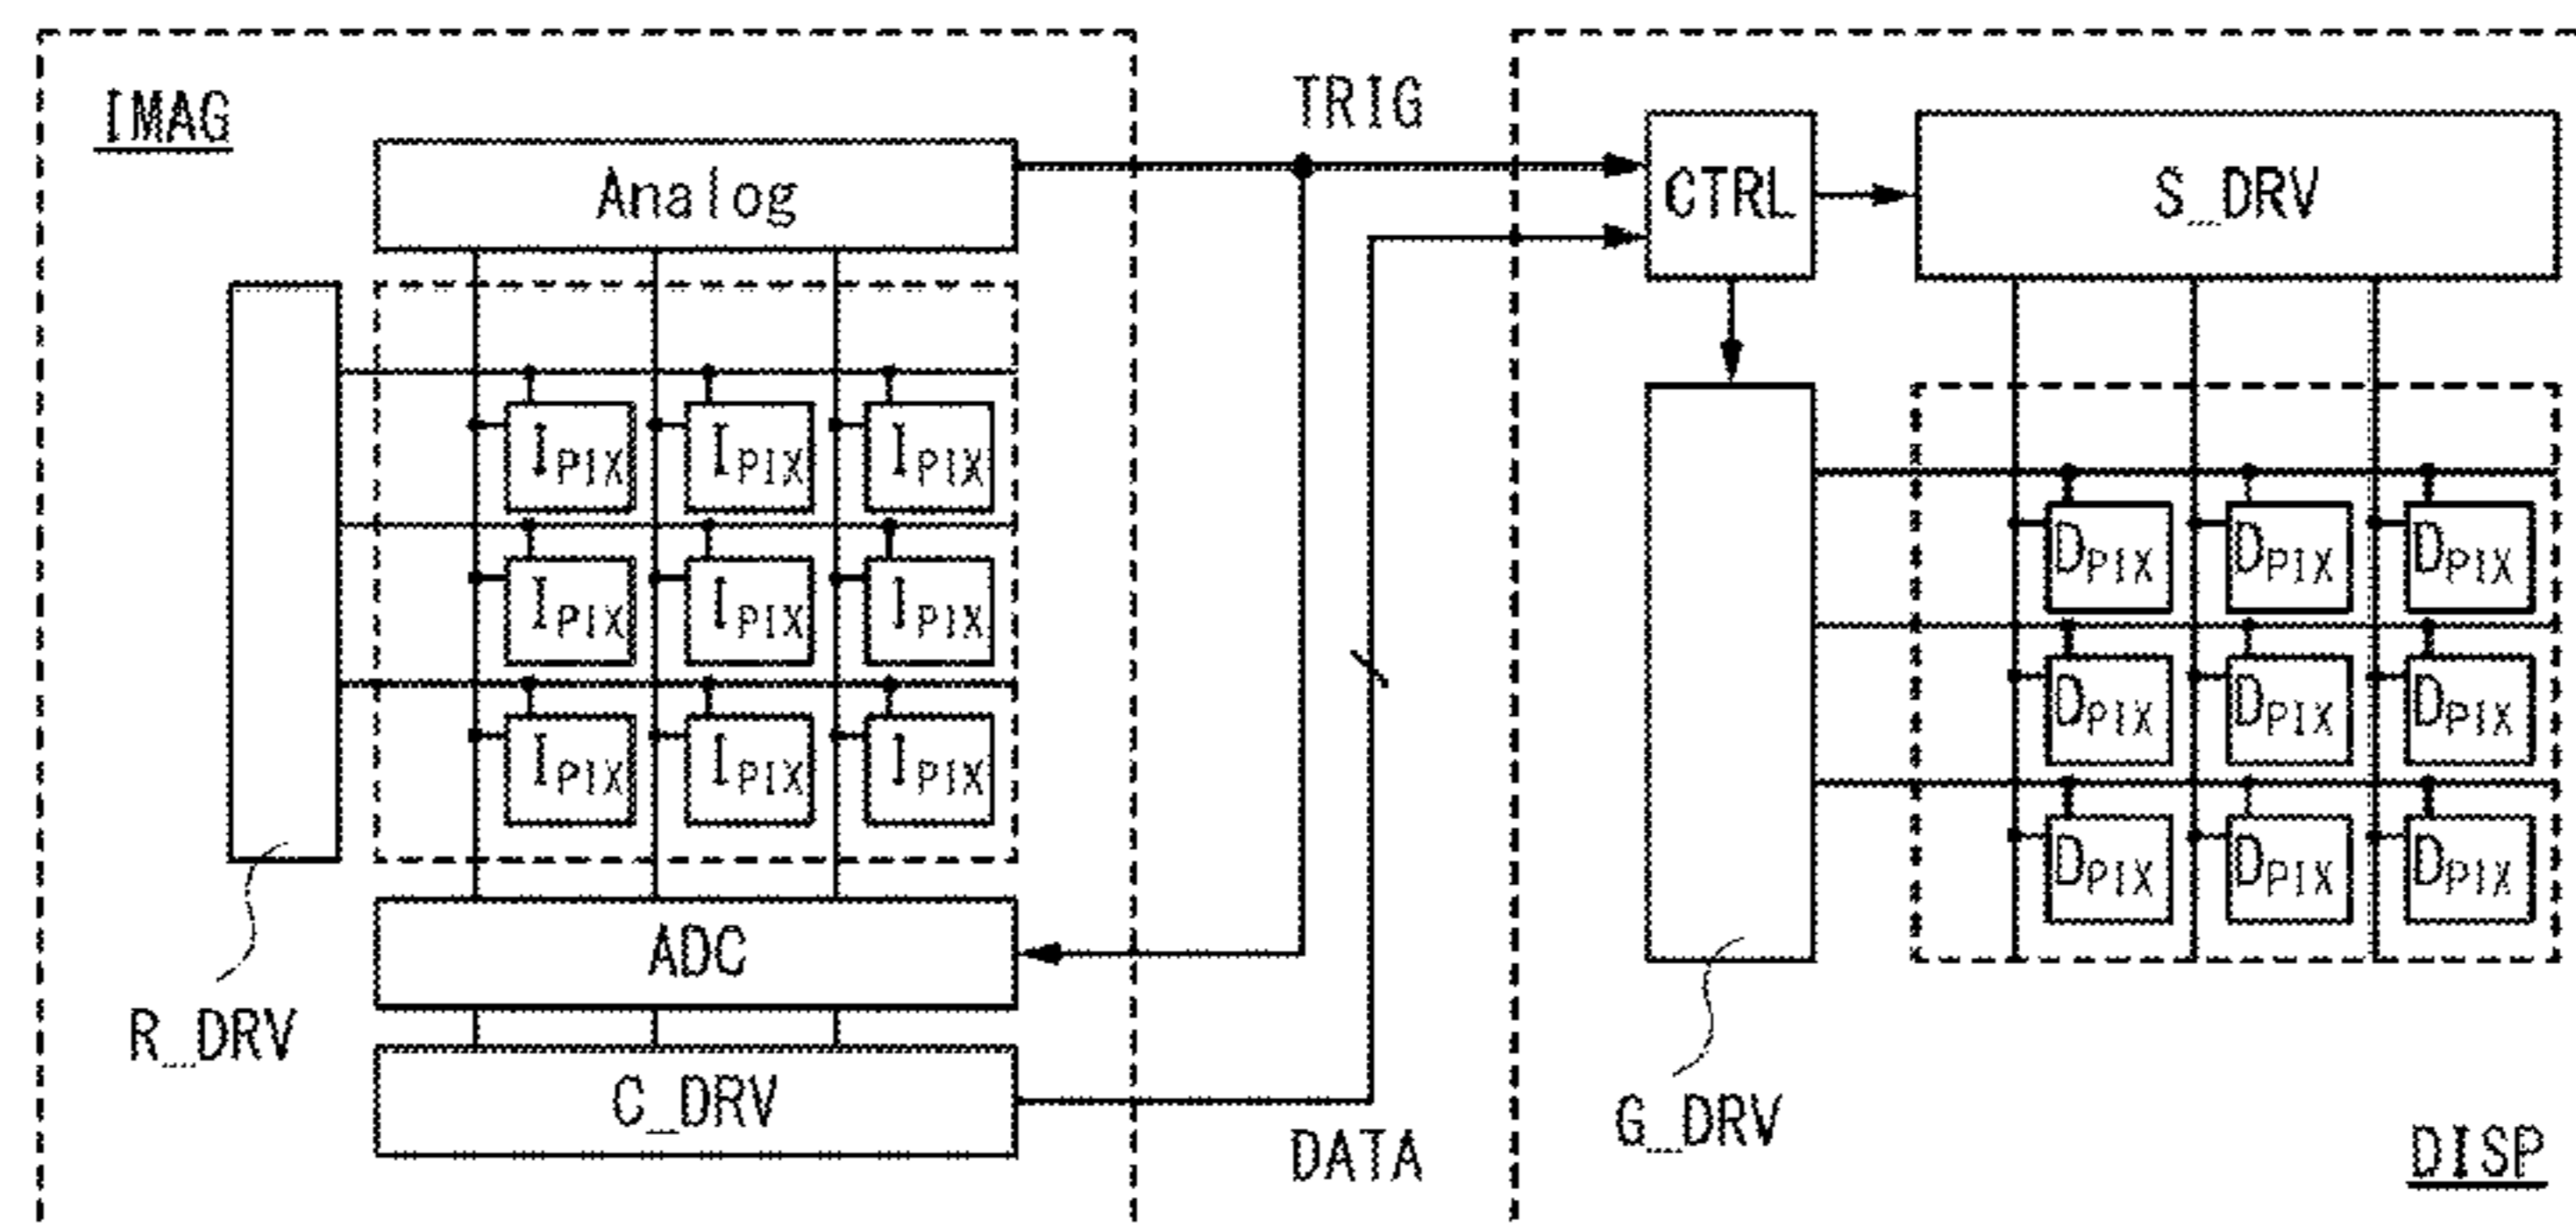 IMAG
TRIG
Analog
CTRL
S_DRV
IPIX IPIX IPIX
IPIX IPIX IPIX
IPIX IPIX IPIX
DPIX DPIX DPIX
DPIX DPIX DPIX
DPIX DPIX DPIX
ADC
R_DRV
C_DRV
DATA
G_DRV
DISP